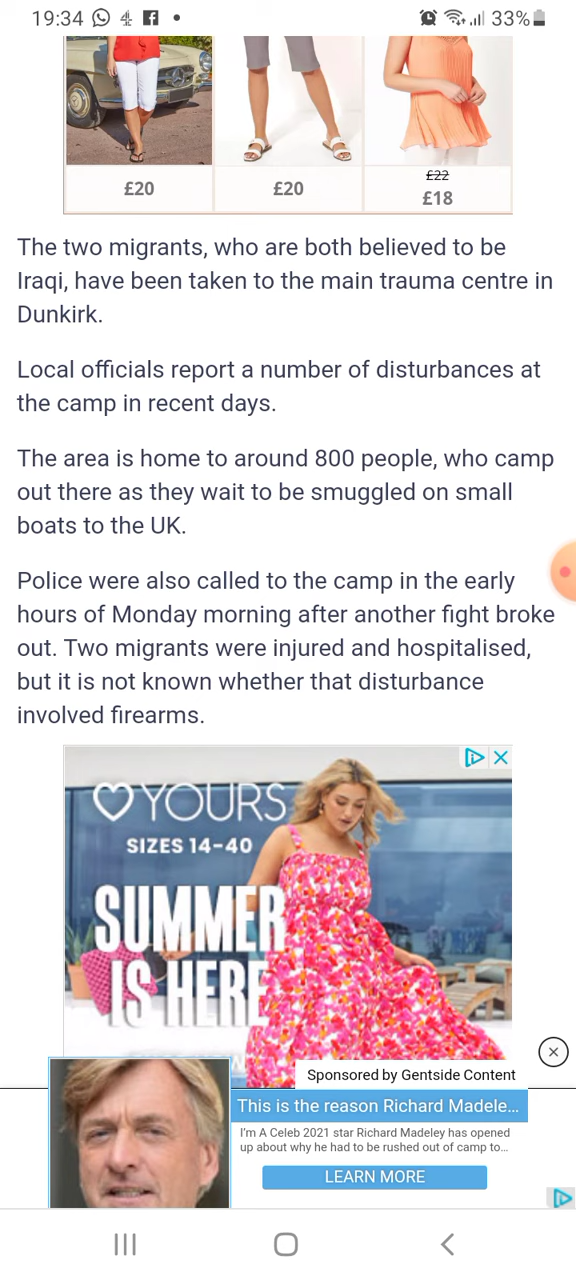 19:34
33%
£20
£20
£22
£18
The two migrants, who are both believed to be
Iraqi, have been taken to the main trauma centre in
Dunkirk.
Local officials report a number of disturbances at
the camp in recent days.
The area is home to around 800 people, who camp
out there as they wait to be smuggled on small
boats to the UK.
Police were also called to the camp in the early
hours of Monday morning after another fight broke
out. Two migrants were injured and hospitalised,
but it is not known whether that disturbance
involved firearms.
YOURS
SIZES 14-40
SUMMER
IS HERE
Sponsored by Gentside Content
This is the reason Richard Madele...
I'm A Celeb 2021 star Richard Madeley has opened
up about why he had to be rushed out of camp to...
LEARN MORE